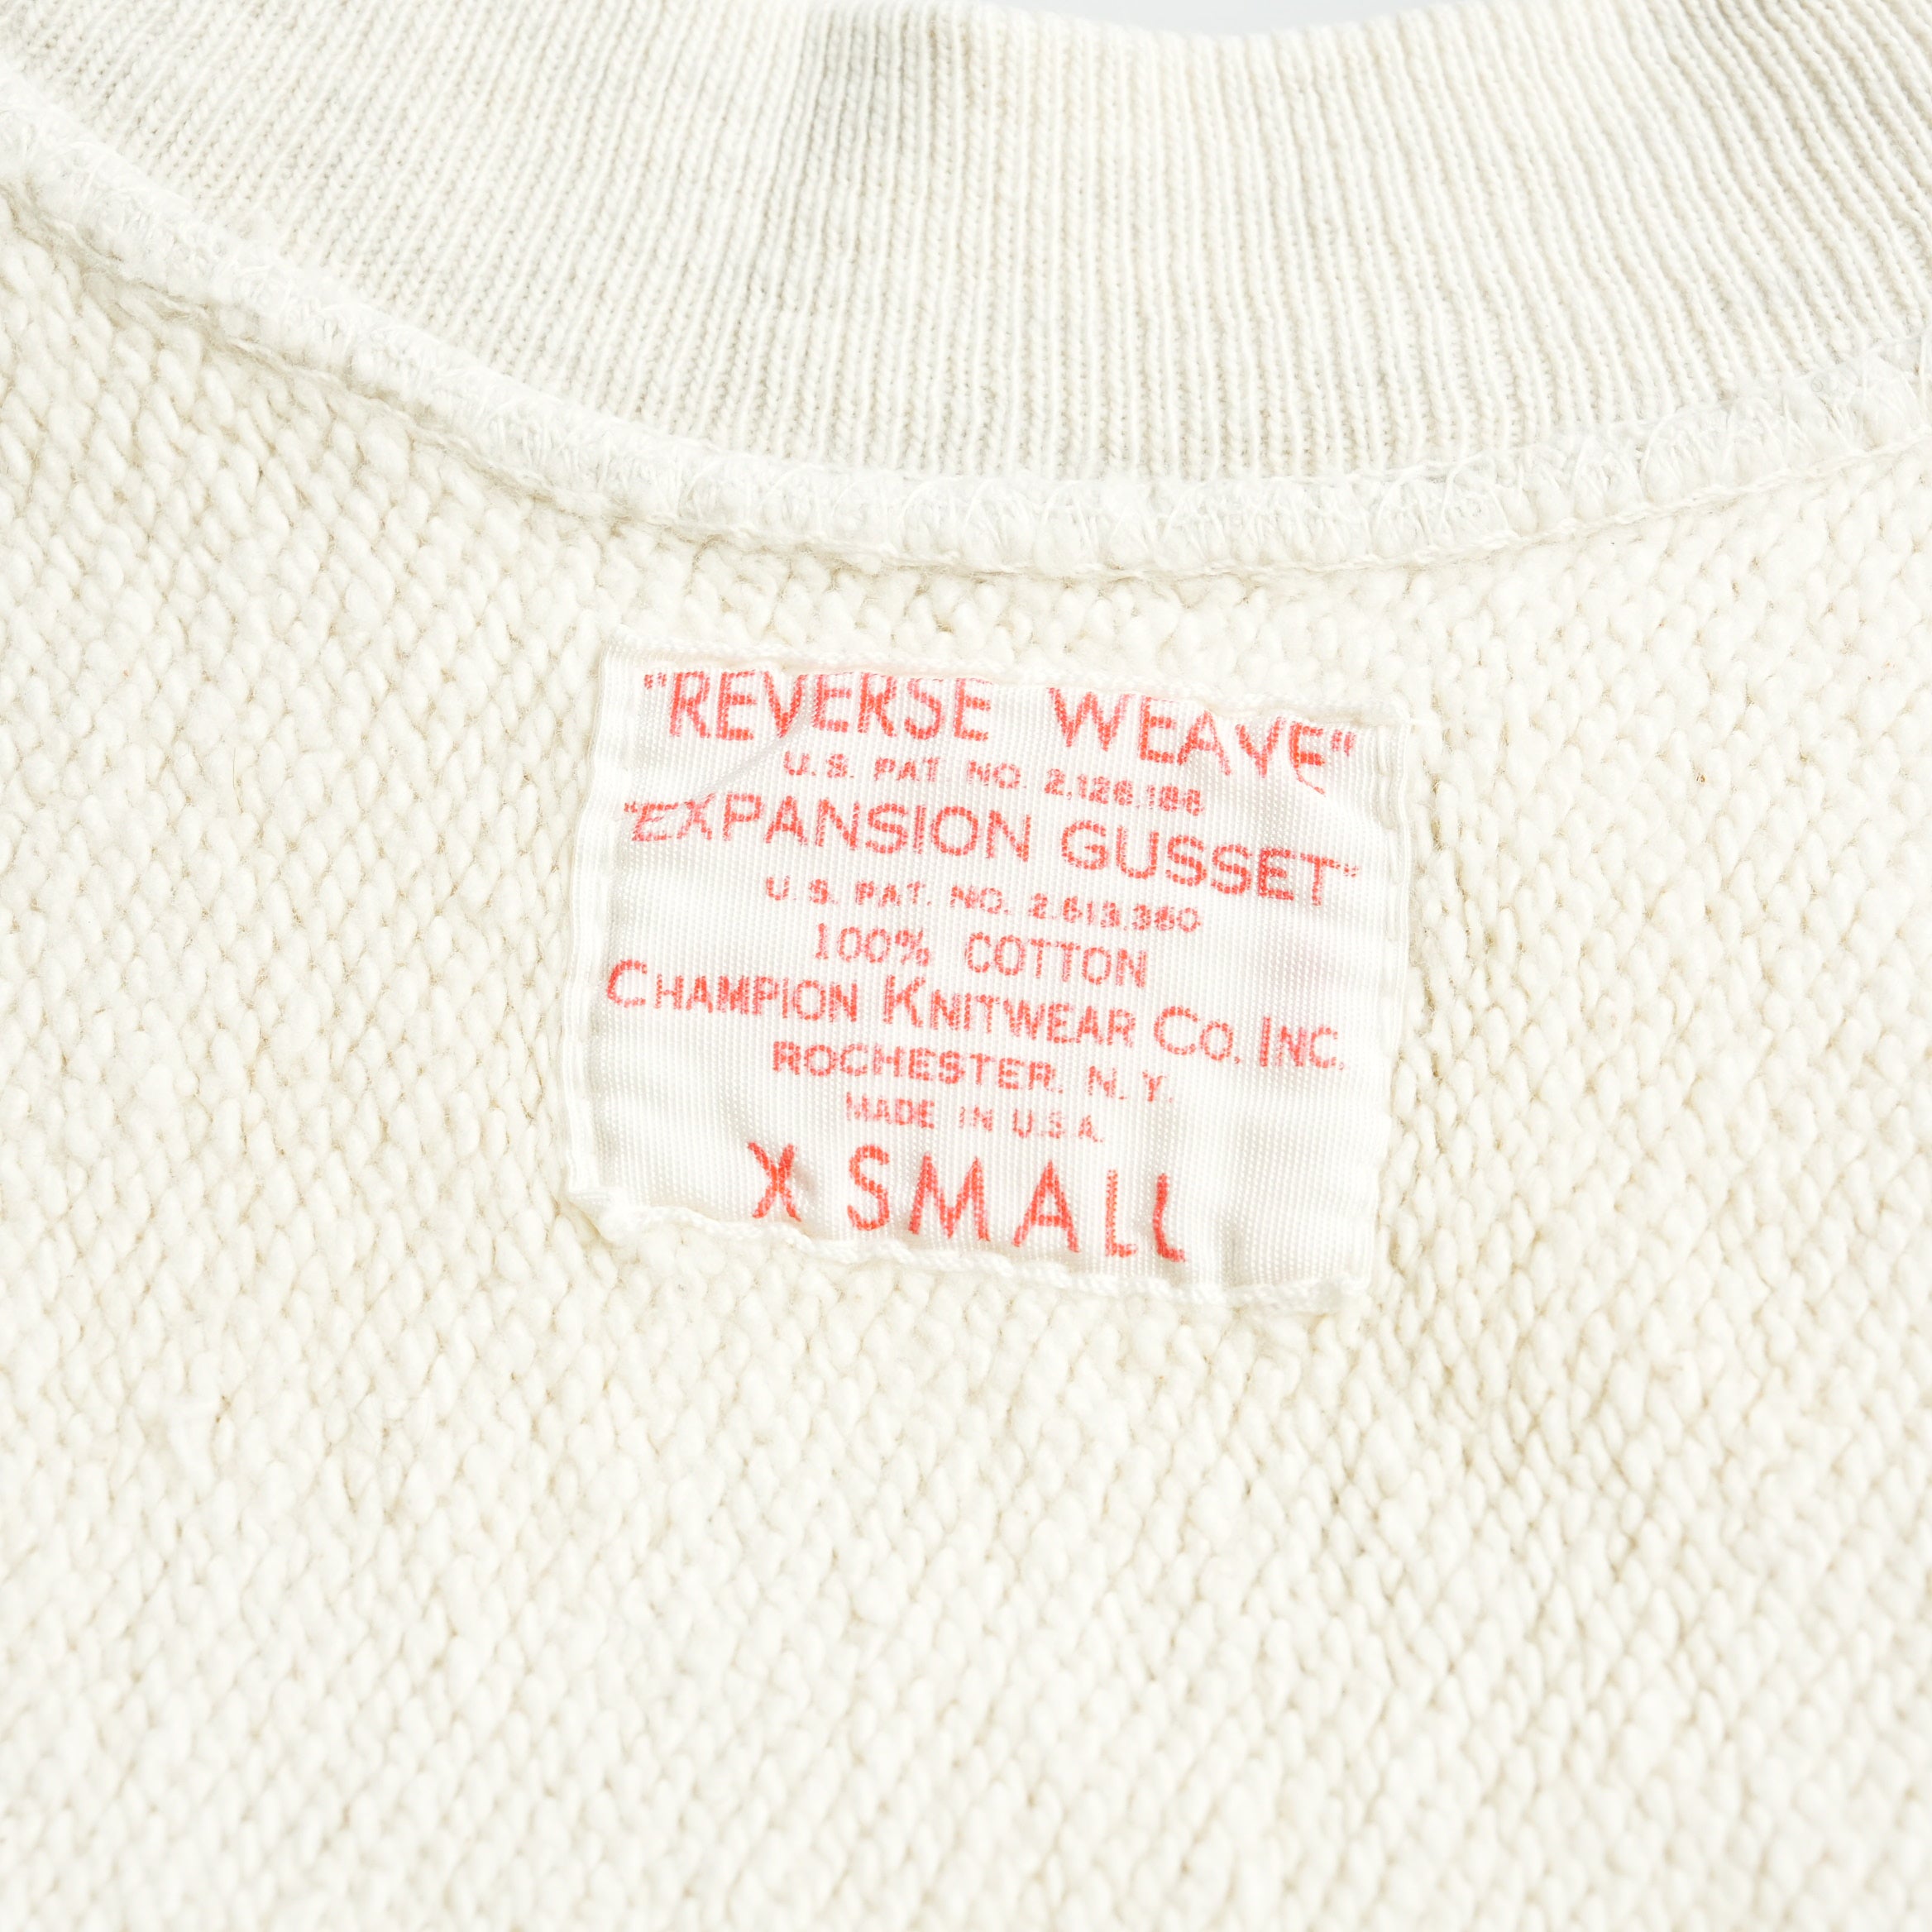 "REVERSE WEAVE"
U.S. PAT. NO. 2,126,186
"EXPANSION GUSSET"
U.S. PAT. NO. 2,613,360
100% COTTON
CHAMPION KNITWEAR CO. INC.
ROCHESTER, N.Y.
MADE IN U.S.A.
X SMALL